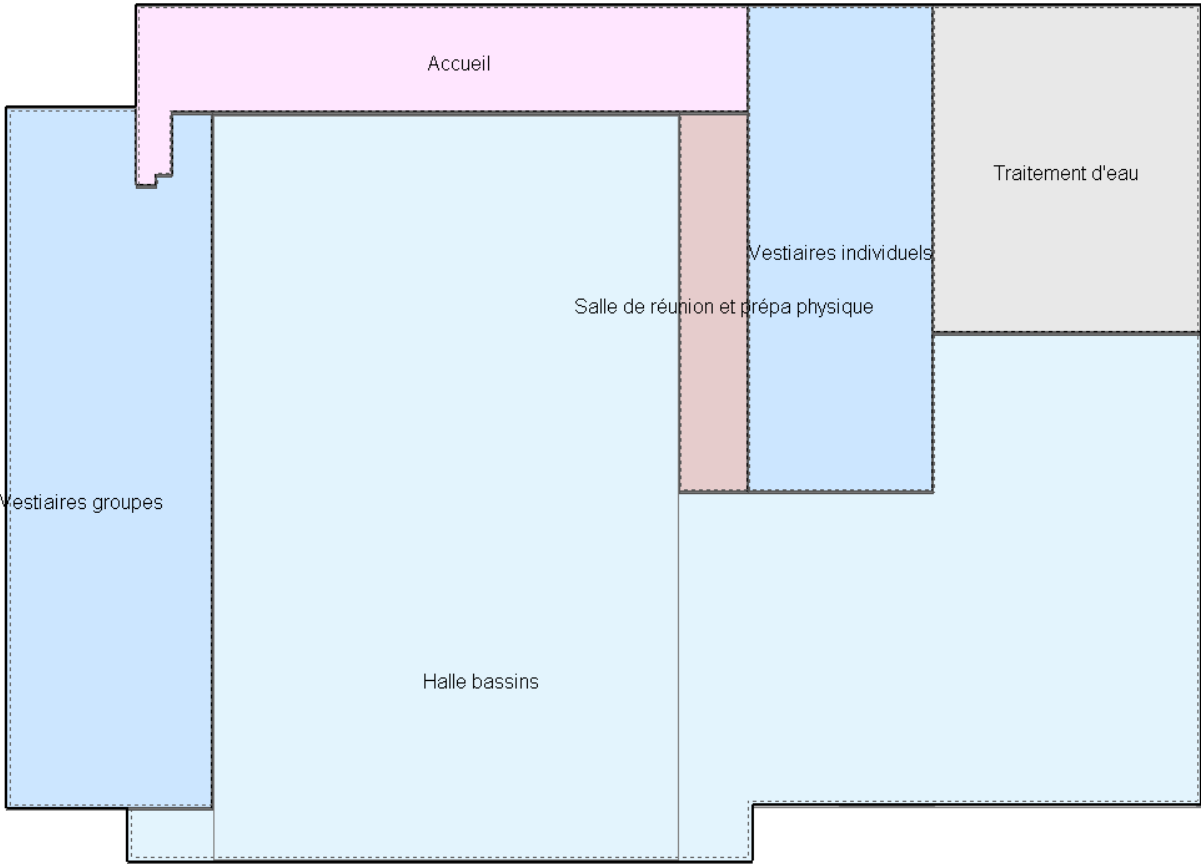 Accueil
Traitement d'eau
Vestiaires individuels
Salle de réunion et prépa physique
Vestiaires groupes
Halle bassins